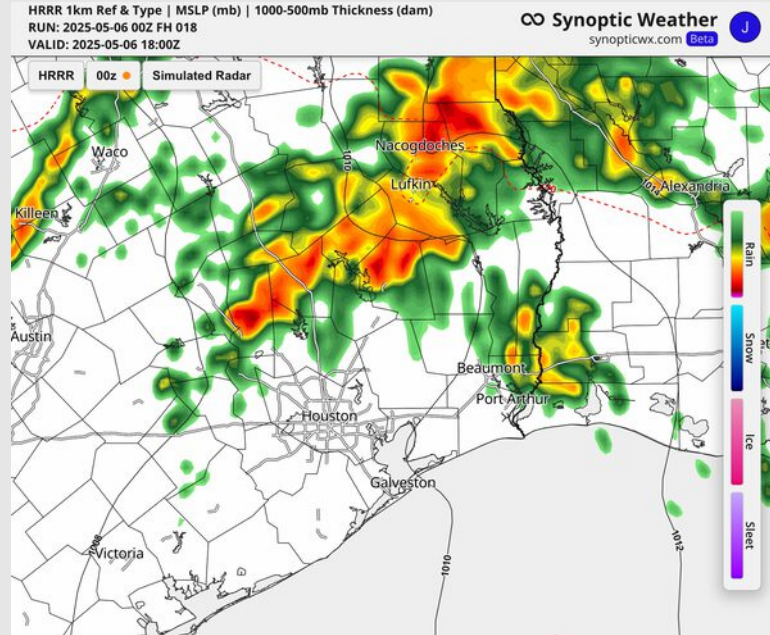 HRRR 1km Ref & Type | MSLP (mb) | 1000-500mb Thickness (dam)
RUN: 2025-05-06 00Z FH 018
VALID: 2025-05-06 18:00Z
Synoptic Weather
synopticwx.com Beta
J
HRRR
00z
Simulated Radar
Waco
1010
Nacogdoches
Lufkin
1012
Alexandria
Killeen
Rain
Austin
Snow
Beaumont
Port Arthur
Houston
Ice
Galveston
Sleet
1008
Victoria
1010
1012